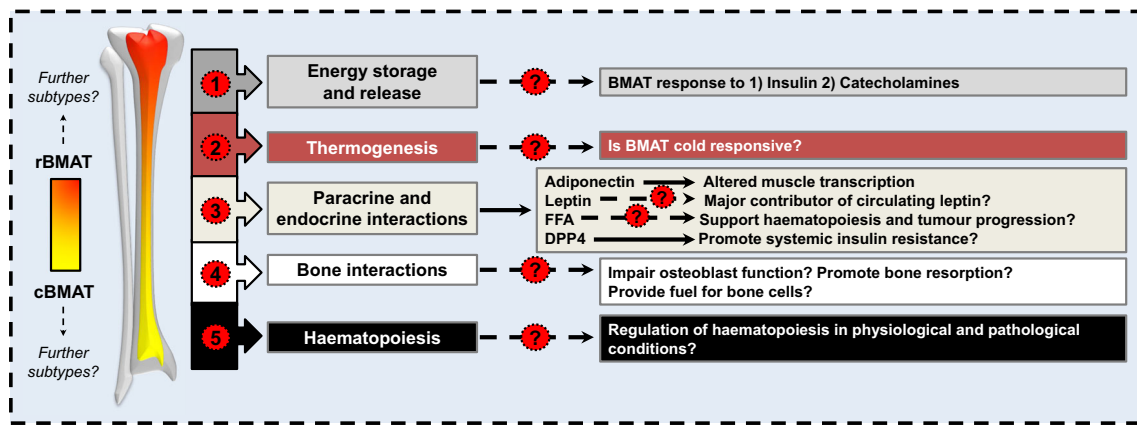 Further
subtypes?
rBMAT
cBMAT
Further
subtypes?
1
Energy storage
and release
?
BMAT response to 1) Insulin 2) Catecholamines
2
Thermogenesis
?
Is BMAT cold responsive?
3
Paracrine and
endocrine interactions
Adiponectin
Altered muscle transcription
Leptin
?
Major contributor of circulating leptin?
FFA
?
Support haematopoiesis and tumour progression?
DPP4
Promote systemic insulin resistance?
4
Bone interactions
?
Impair osteoblast function? Promote bone resorption?
Provide fuel for bone cells?
5
Haematopoiesis
?
Regulation of haematopoiesis in physiological and pathological
conditions?